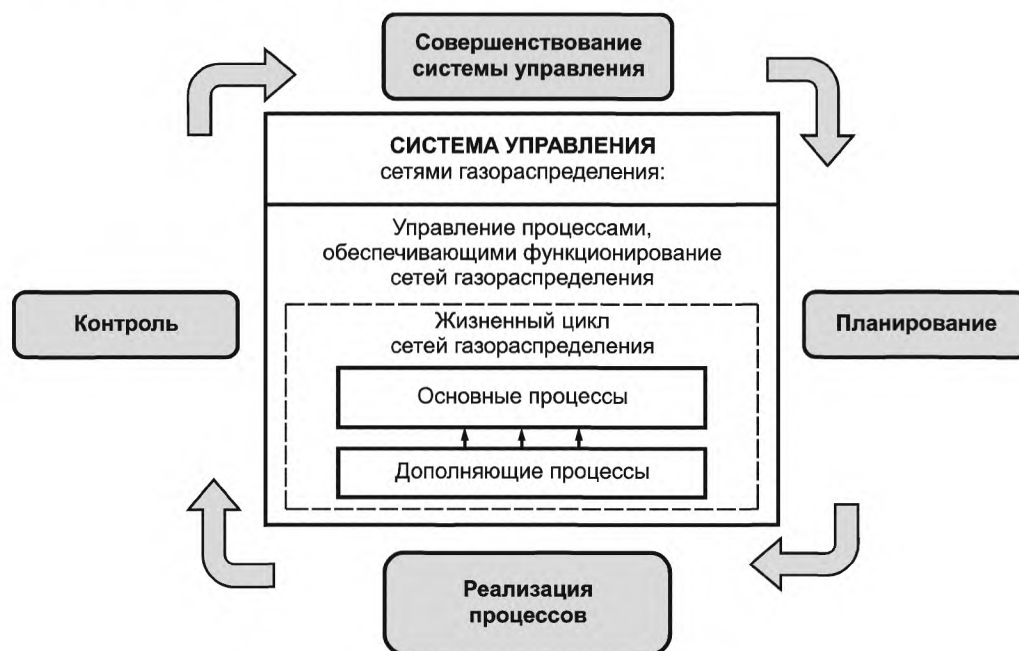 Совершенствование
системы управления
СИСТЕМА УПРАВЛЕНИЯ
сетями газораспределения:
Управление процессами,
обеспечивающими функционирование
сетей газораспределения
Контроль
Жизненный цикл
сетей газораспределения
Планирование
Основные процессы
Дополняющие процессы
Реализация
процессов